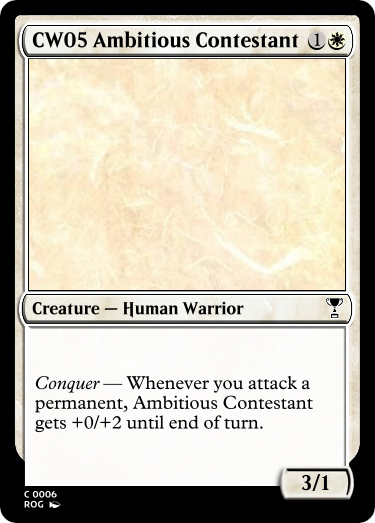 CW05 Ambitious Contestant 1
Creature — Human Warrior
Conquer — Whenever you attack a
permanent, Ambitious Contestant
gets +0/+2 until end of turn.
3/1
C 0006
ROG